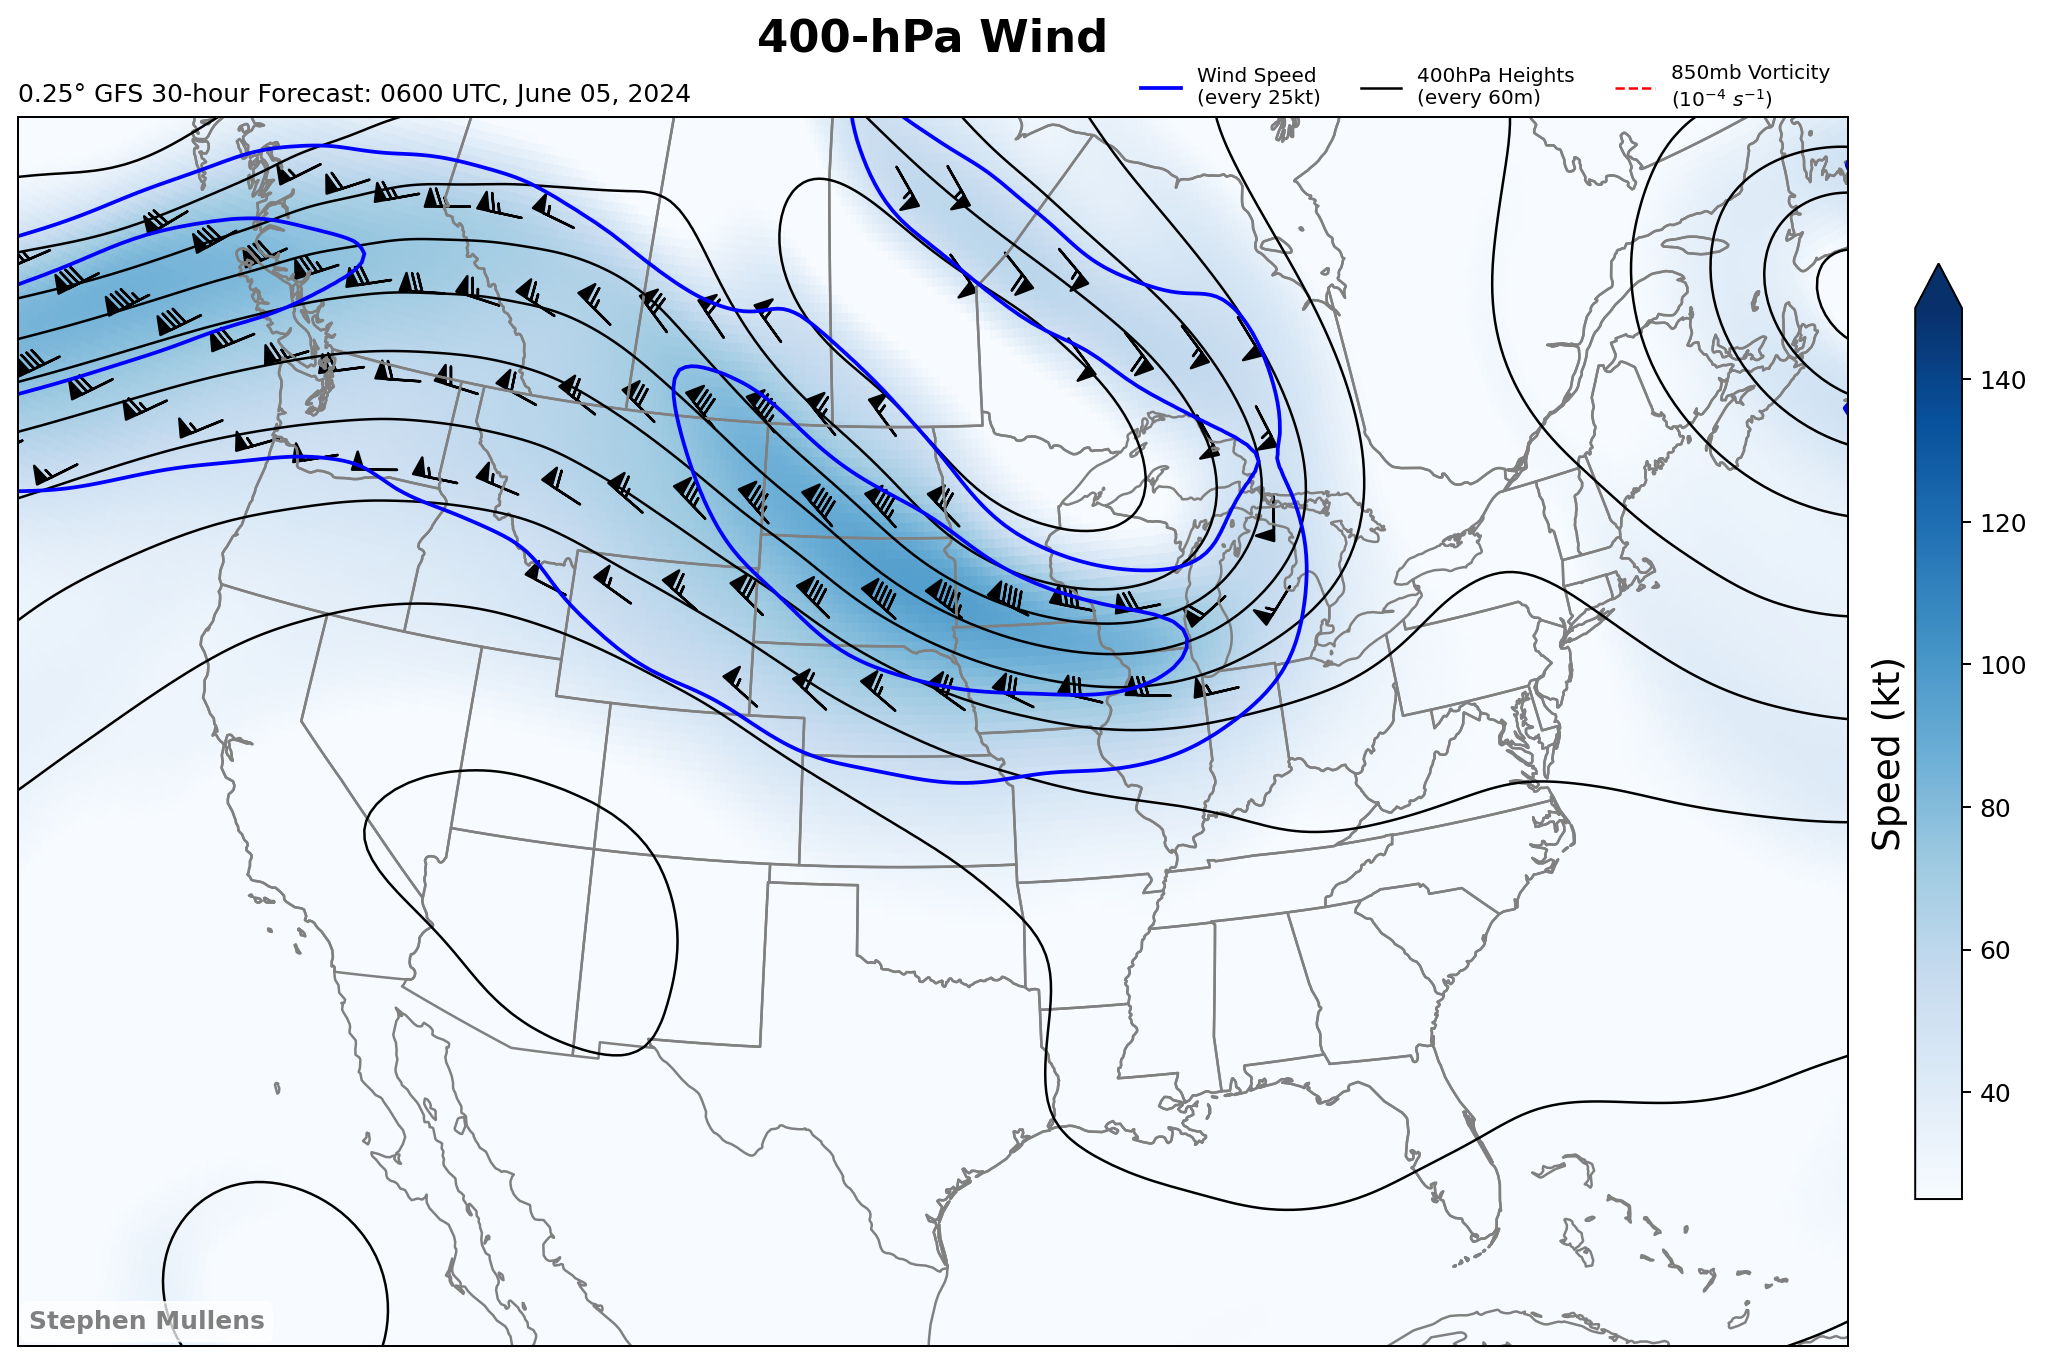 400-hPa Wind
0.25° GFS 30-hour Forecast: 0600 UTC, June 05, 2024
Wind Speed
(every 25kt)
400hPa Heights
(every 60m)
850mb Vorticity
(10⁻⁴ s⁻¹)
140
120
100
80
60
40
Speed (kt)
Stephen Mullens